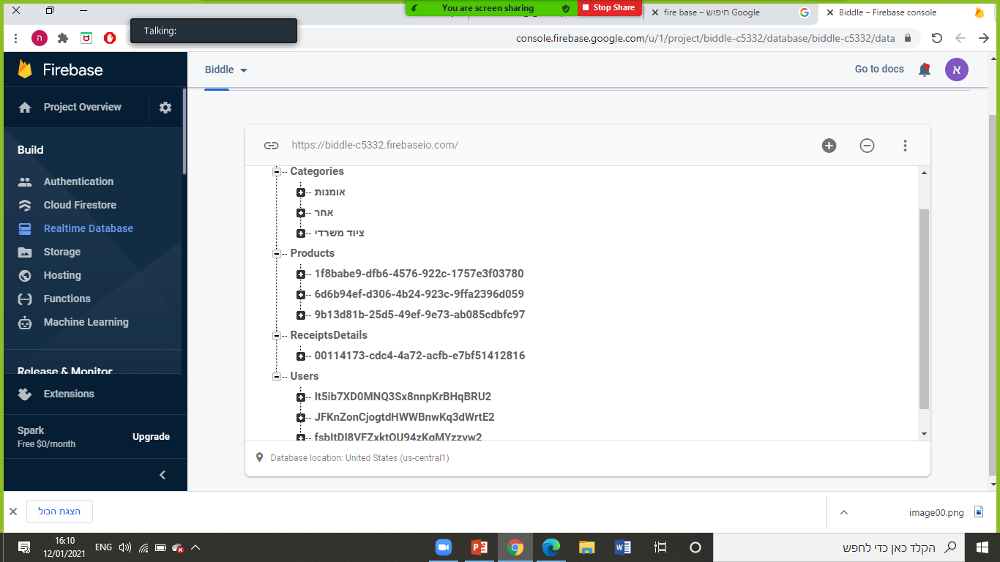 You are screen sharing
Stop Share
fire base – חיפוש Google
Biddle – Firebase console
Talking:
console.firebase.google.com/u/1/project/biddle-c5332/database/biddle-c5332/data
Firebase
Biddle
Go to docs
א
Project Overview
Build
Authentication
Cloud Firestore
Realtime Database
Storage
Hosting
Functions
Machine Learning
Release & Monitor
Extensions
Spark
Free $0/month
Upgrade
https://biddle-c5332.firebaseio.com/
Categories
אומנות
אחר
ציוד משרדי
Products
1f8babe9-dfb6-4576-922c-1757e3f03780
6d6b94ef-d306-4b24-923c-9ffa2396d059
9b13d81b-25d5-49ef-9e73-ab085cdbfc97
ReceiptsDetails
00114173-cdc4-4a72-acfb-e7bf51412816
Users
It5ib7XD0MNQ3Sx8nnpKrBHqBRU2
JFKnZonCjogtdHWWBnwKq3dWrtE2
Database location: United States (us-central1)
הצגת הכול
image00.png
16:10
12/01/2021
ENG
הקלד כאן כדי לחפש